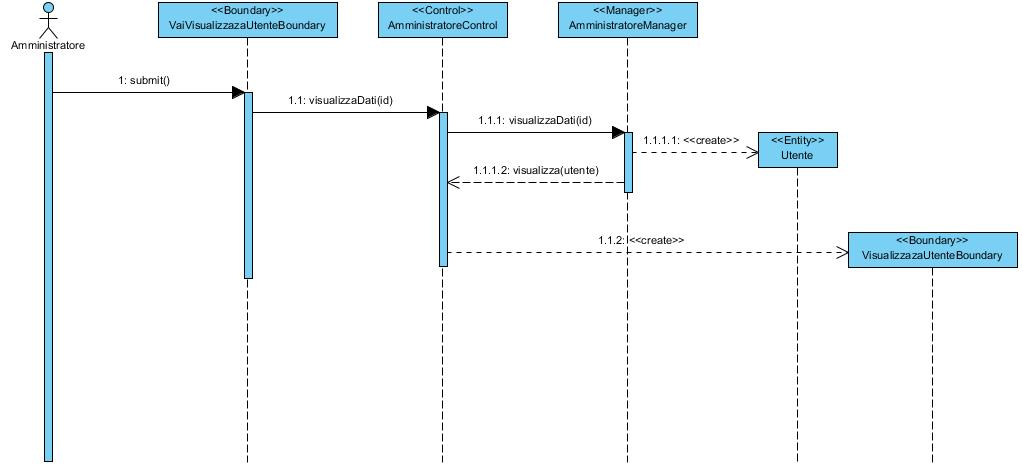 <<Boundary>>
VaiVisualizzazaUtenteBoundary
<<Control>>
AmministratoreControl
<<Manager>>
AmministratoreManager
Amministratore
1: submit()
1.1: visualizzaDati(id)
1.1.1: visualizzaDati(id)
1.1.1.1: <<create>>
<<Entity>>
Utente
1.1.1.2: visualizza(utente)
1.1.2: <<create>>
<<Boundary>>
VisualizzazaUtenteBoundary